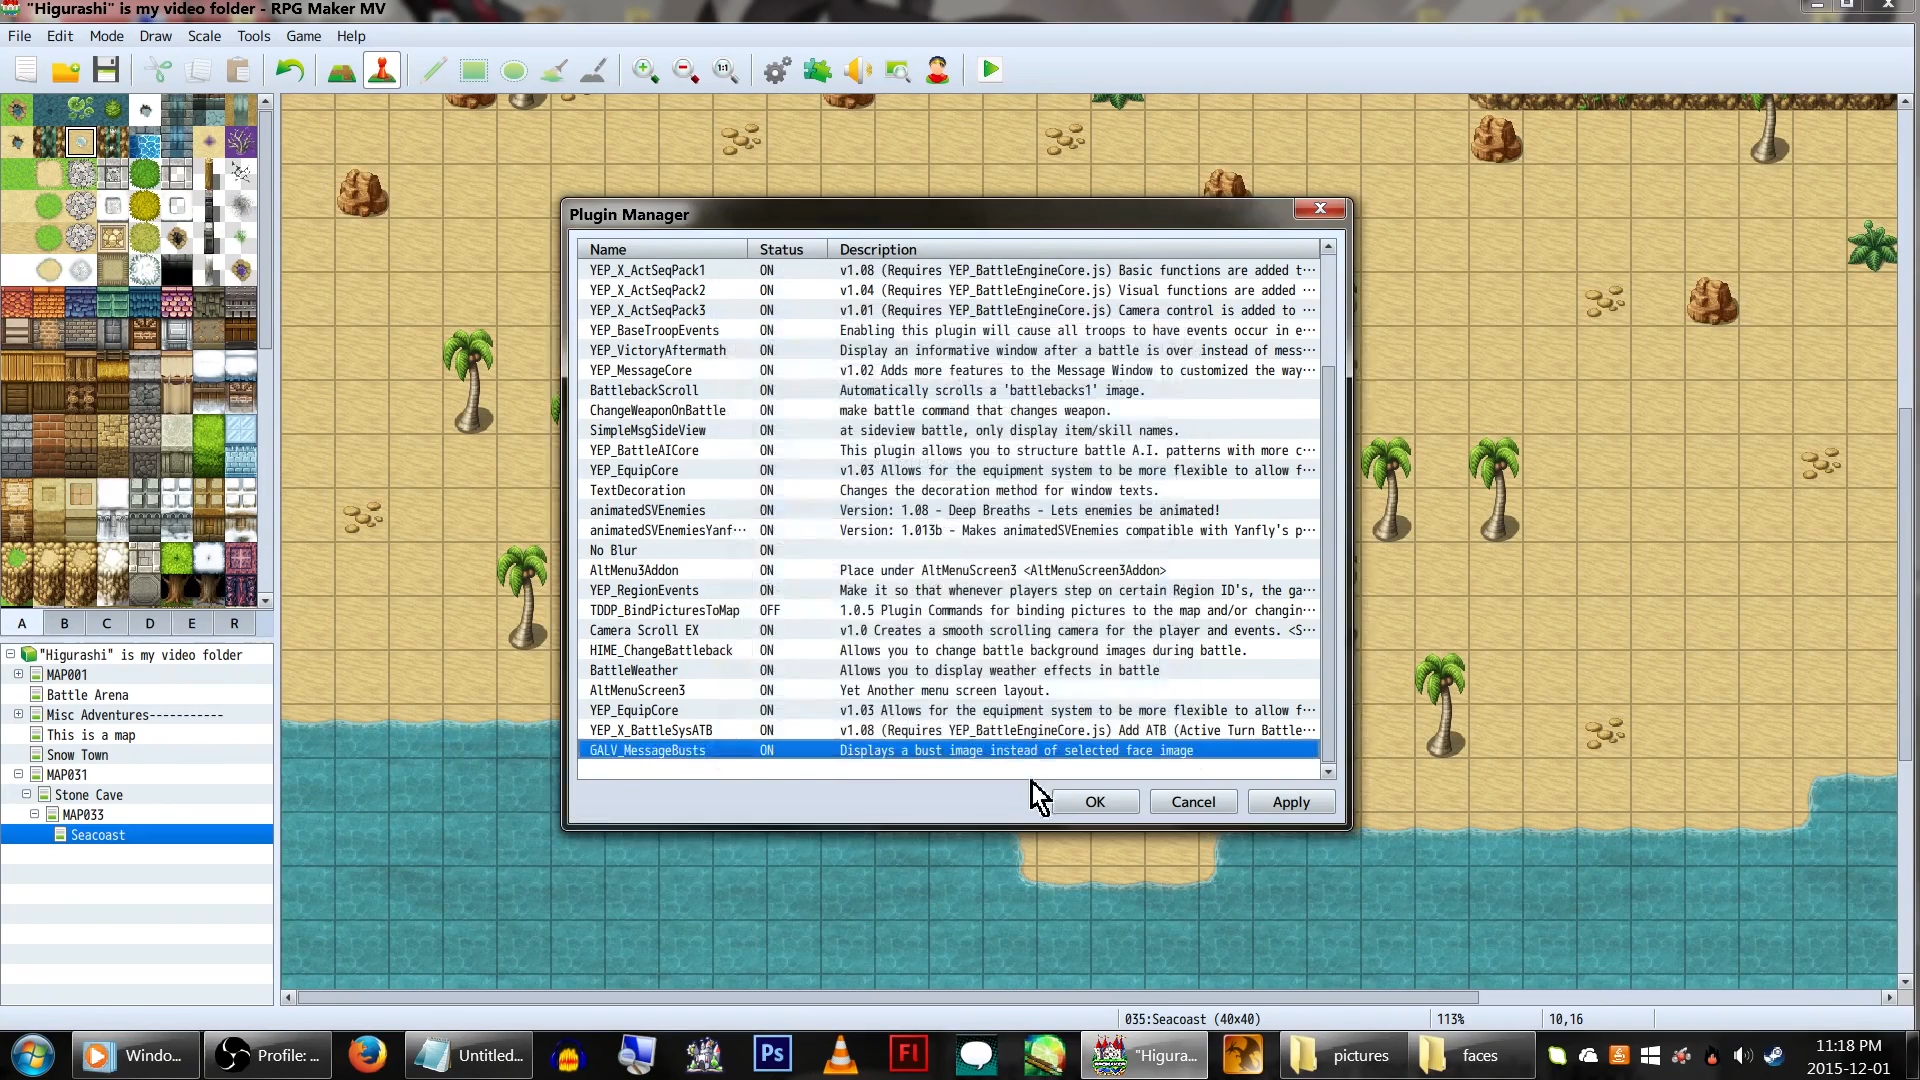 "Higurashi" is my video folder - RPG Maker MV
File Edit Mode Draw Scale Tools Game Help
1:1
Plugin Manager
Name Status Description
YEP_X_ActSeqPack1 ON v1.08 (Requires YEP_BattleEngineCore.js) Basic functions are added t···
YEP_X_ActSeqPack2 ON v1.04 (Requires YEP_BattleEngineCore.js) Visual functions are added ···
YEP_X_ActSeqPack3 ON v1.01 (Requires YEP_BattleEngineCore.js) Camera control is added to ···
YEP_BaseTroopEvents ON Enabling this plugin will cause all troops to have events occur in e···
YEP_VictoryAftermath ON Display an informative window after a battle is over instead of mess···
YEP_MessageCore ON v1.02 Adds more features to the Message Window to customized the way···
BattlebackScroll ON Automatically scrolls a 'battlebacks1' image.
ChangeWeaponOnBattle ON make battle command that changes weapon.
SimpleMsgSideView ON at sideview battle, only display item/skill names.
YEP_BattleAICore ON This plugin allows you to structure battle A.I. patterns with more c···
YEP_EquipCore ON v1.03 Allows for the equipment system to be more flexible to allow f···
TextDecoration ON Changes the decoration method for window texts.
animatedSVEnemies ON Version: 1.08 - Deep Breaths - Lets enemies be animated!
animatedSVEnemiesYanf··· ON Version: 1.013b - Makes animatedSVEnemies compatible with Yanfly's p···
No Blur ON
AltMenu3Addon ON Place under AltMenuScreen3 <AltMenuScreen3Addon>
YEP_RegionEvents ON Make it so that whenever players step on certain Region ID's, the ga···
TDDP_BindPicturesToMap OFF 1.0.5 Plugin Commands for binding pictures to the map and/or changin···
Camera Scroll EX ON v1.0 Creates a smooth scrolling camera for the player and events. <S···
HIME_ChangeBattleback ON Allows you to change battle background images during battle.
BattleWeather ON Allows you to display weather effects in battle
AltMenuScreen3 ON Yet Another menu screen layout.
YEP_EquipCore ON v1.03 Allows for the equipment system to be more flexible to allow f···
YEP_X_BattleSysATB ON v1.08 (Requires YEP_BattleEngineCore.js) Add ATB (Active Turn Battle···
GALV_MessageBusts ON Displays a bust image instead of selected face image
OK Cancel Apply
A B C D E R
"Higurashi" is my video folder
MAP001
Battle Arena
Misc Adventures-----------
This is a map
Snow Town
MAP031
Stone Cave
MAP033
Seacoast
035:Seacoast (40x40) 113% 10,16
Windo... Profile: ... Untitled... Ps Fl "Higura... pictures faces
11:18 PM
2015-12-01